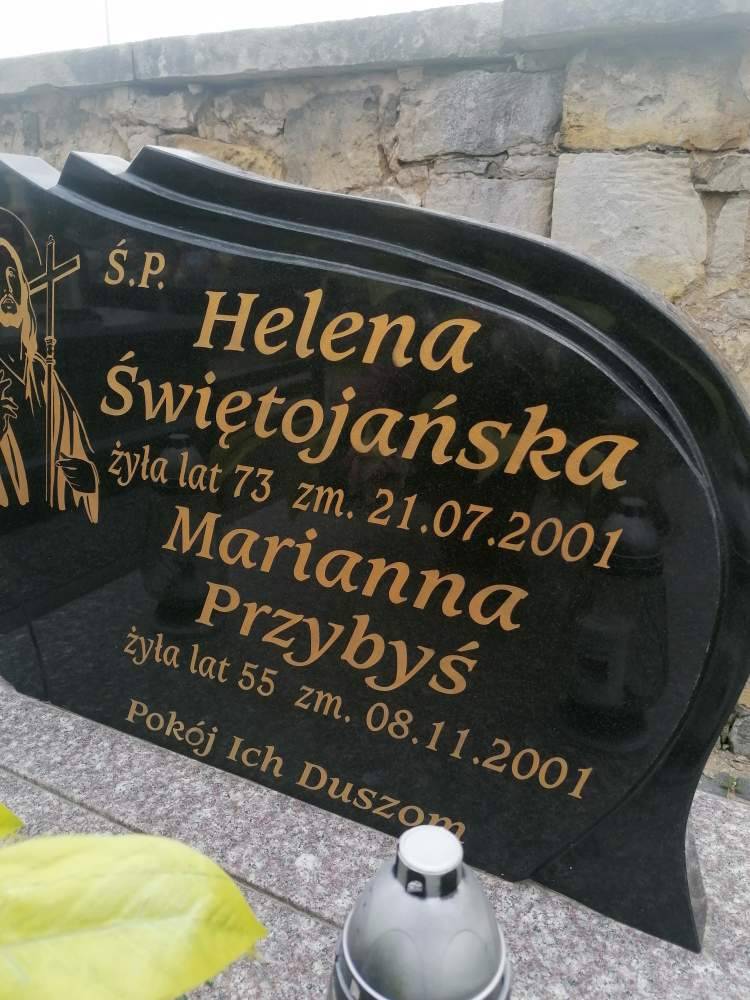 Ś.P.
Helena
Świętojańska
żyła lat 73 zm. 21.07.2001
Marianna
Przybyś
żyła lat 55 zm. 08.11.2001
Pokój Ich Duszom